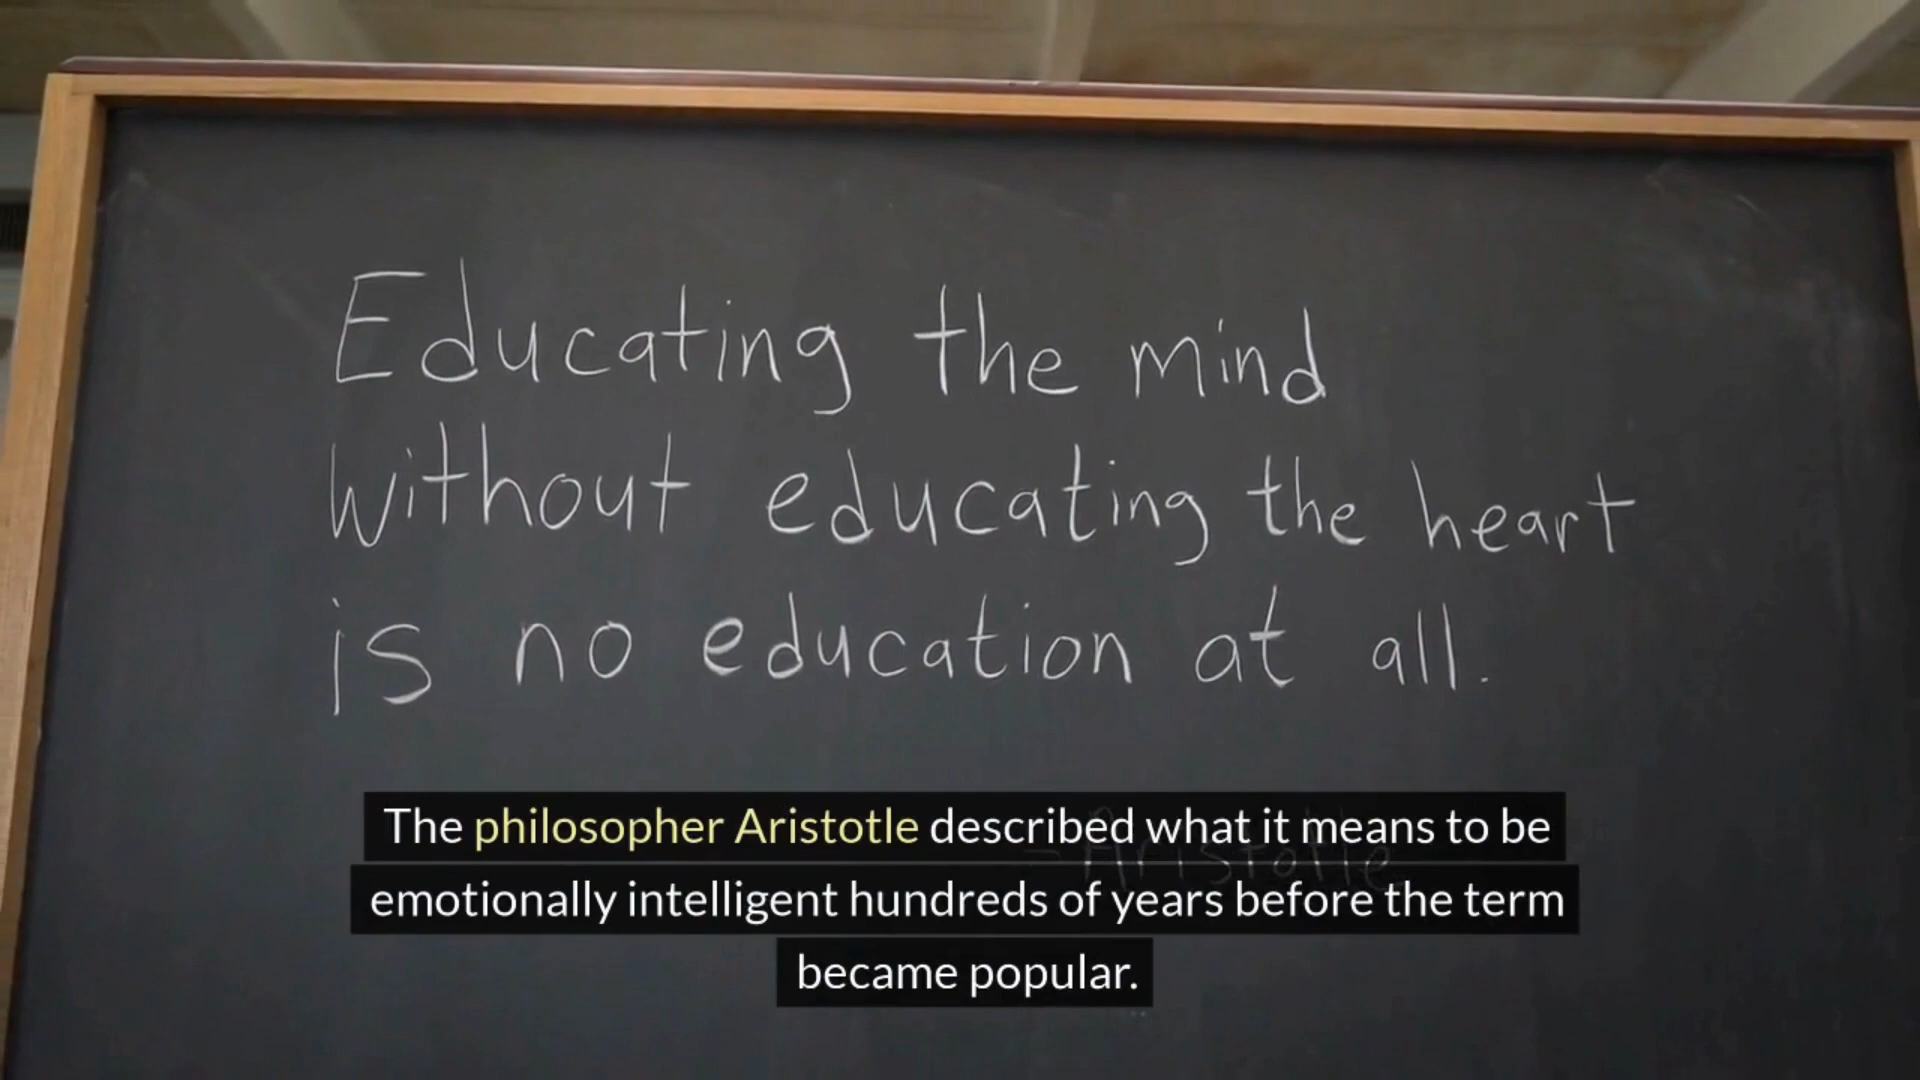 Educating the mind
without educating the heart
is no education at all.
The philosopher Aristotle described what it means to be
- Aristotle
emotionally intelligent hundreds of years before the term
became popular.